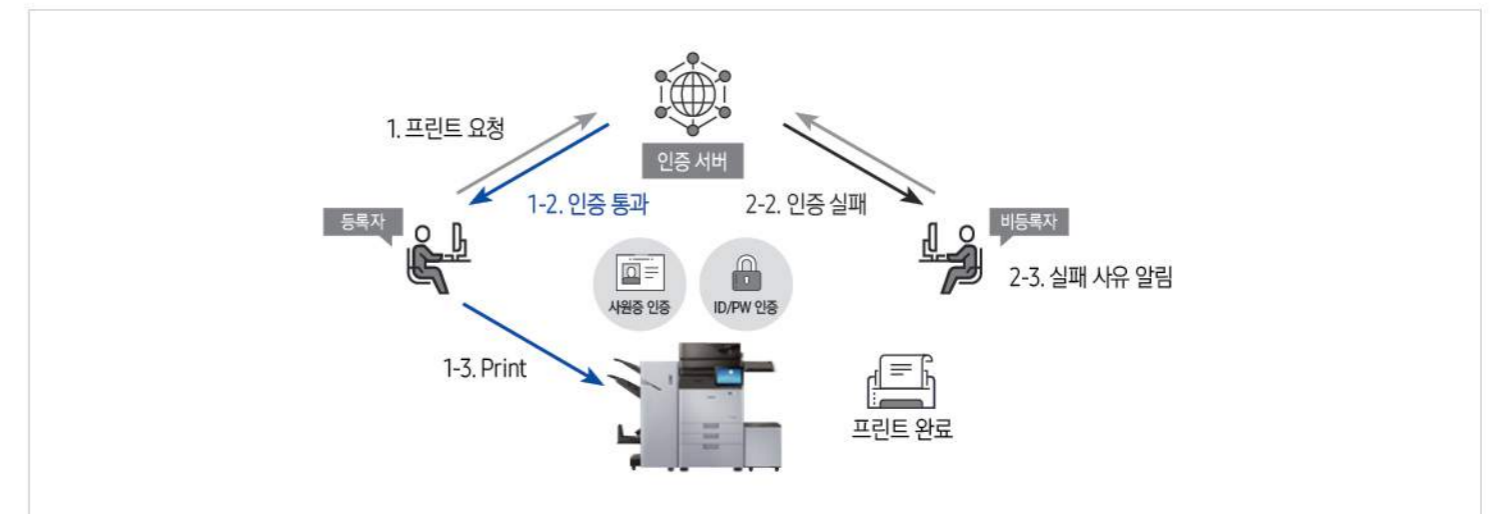 1. 프린트 요청
인증 서버
1-2. 인증 통과
2-2. 인증 실패
등록자
비등록자
2-3. 실패 사유 알림
사원증 인증
ID/PW 인증
1-3. Print
프린트 완료